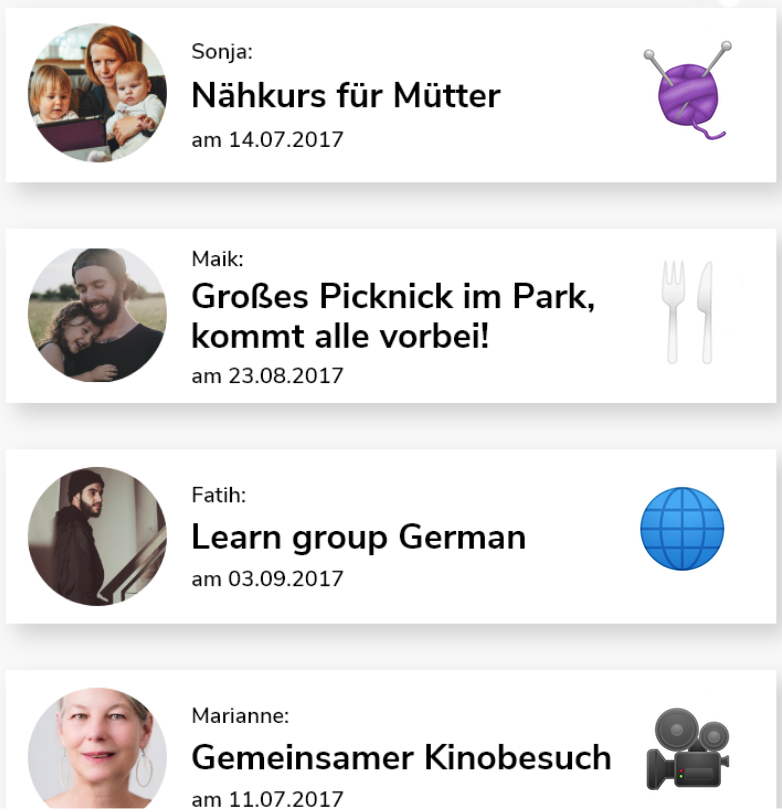 Sonja:
Nähkurs für Mütter
am 14.07.2017
Maik:
Großes Picknick im Park,
kommt alle vorbei!
am 23.08.2017
Fatih:
Learn group German
am 03.09.2017
Marianne:
Gemeinsamer Kinobesuch
am 11.07.2017